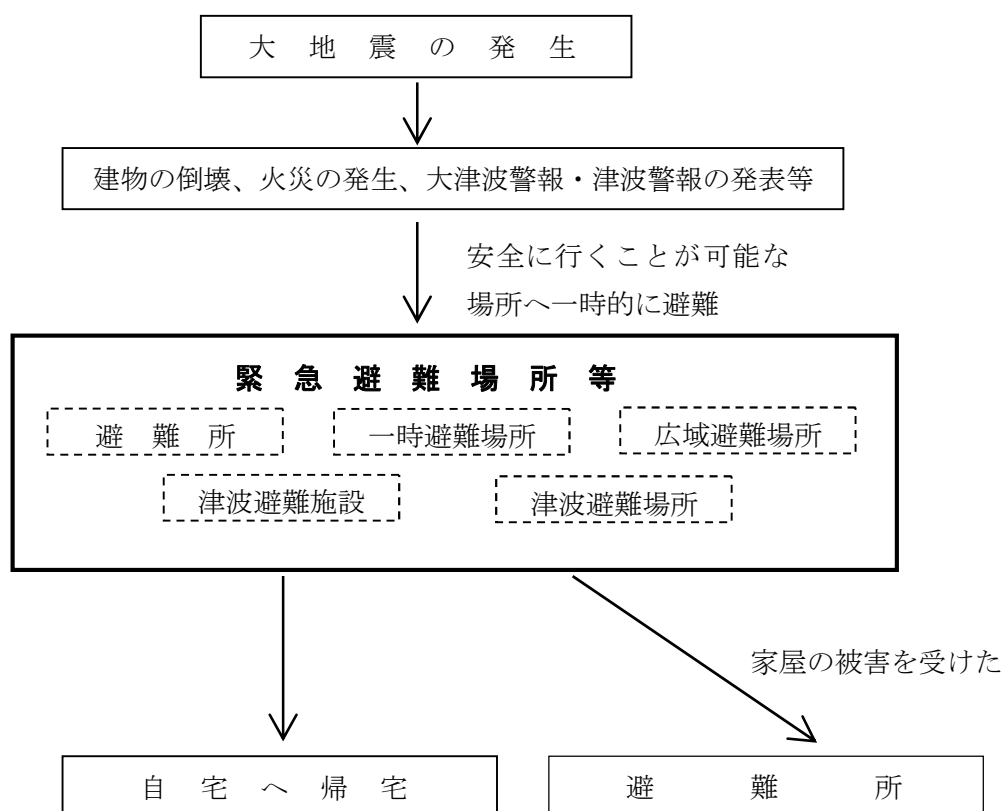 大地震の発生
建物の倒壊、火災の発生、大津波警報・津波警報の発表等
安全に行くことが可能な
場所へ一時的に避難
緊急避難場所等
避難所
一時避難場所
広域避難場所
津波避難施設
津波避難場所
家屋の被害を受けた
自宅へ帰宅
避難所